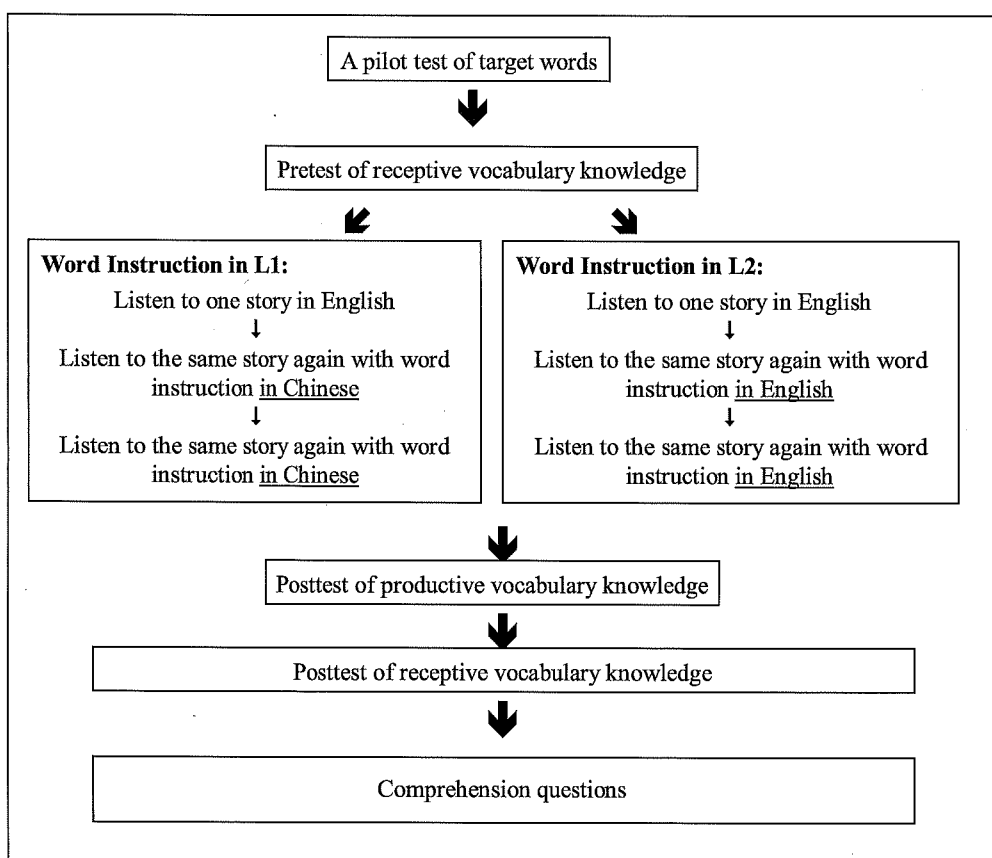 A pilot test of target words
Pretest of receptive vocabulary knowledge
Word Instruction in L1:
Listen to one story in English
Listen to the same story again with word
instruction in Chinese
Listen to the same story again with word
instruction in Chinese
Word Instruction in L2:
Listen to one story in English
Listen to the same story again with word
instruction in English
Listen to the same story again with word
instruction in English
Posttest of productive vocabulary knowledge
Posttest of receptive vocabulary knowledge
Comprehension questions